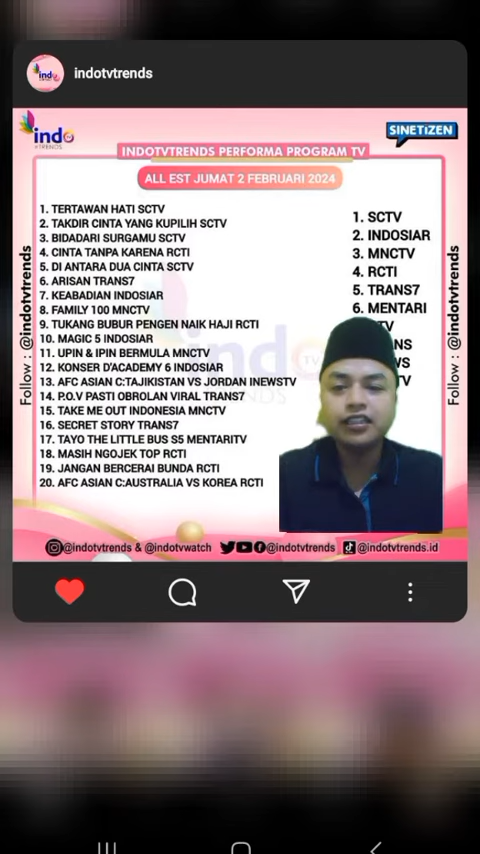 indotvtrends
indo
TRENDS
SINETIZEN
INDOTVTRENDS PERFORMA PROGRAM TV
ALL EST JUMAT 2 FEBRUARI 2024
1. TERTAWAN HATI SCTV
2. TAKDIR CINTA YANG KUPILIH SCTV
3. BIDADARI SURGAMU SCTV
4. CINTA TANPA KARENA RCTI
5. DI ANTARA DUA CINTA SCTV
6. ARISAN TRANS7
7. KEABADIAN INDOSIAR
8. FAMILY 100 MNCTV
9. TUKANG BUBUR PENGEN NAIK HAJI RCTI
10. MAGIC 5 INDOSIAR
11. UPIN & IPIN BERMULA MNCTV
12. KONSER D'ACADEMY 6 INDOSIAR
13. AFC ASIAN C:TAJIKISTAN VS JORDAN INEWSTV
14. P.O.V PASTI OBROLAN VIRAL TRANS7
15. TAKE ME OUT INDONESIA MNCTV
16. SECRET STORY TRANS7
17. TAYO THE LITTLE BUS S5 MENTARITV
18. MASIH NGOJEK TOP RCTI
19. JANGAN BERCERAI BUNDA RCTI
20. AFC ASIAN C:AUSTRALIA VS KOREA RCTI
1. SCTV
2. INDOSIAR
3. MNCTV
4. RCTI
5. TRANS7
6. MENTARI
Follow : @indotvtrends
Follow : @indotvtrends
@indotvtrends & @indotvwatch
@indotvtrends
@indotvtrends.id